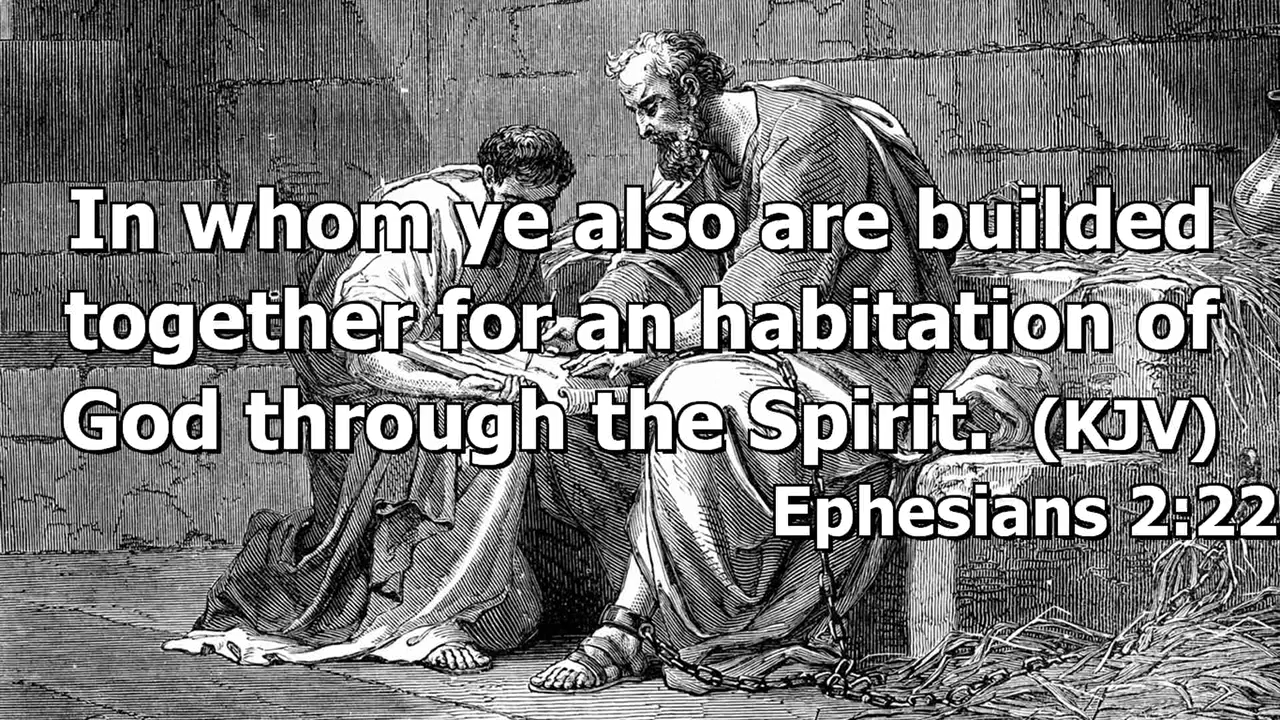 In whom ye also are builded
together for an habitation of
God through the Spirit. (KJV)
Ephesians 2:22